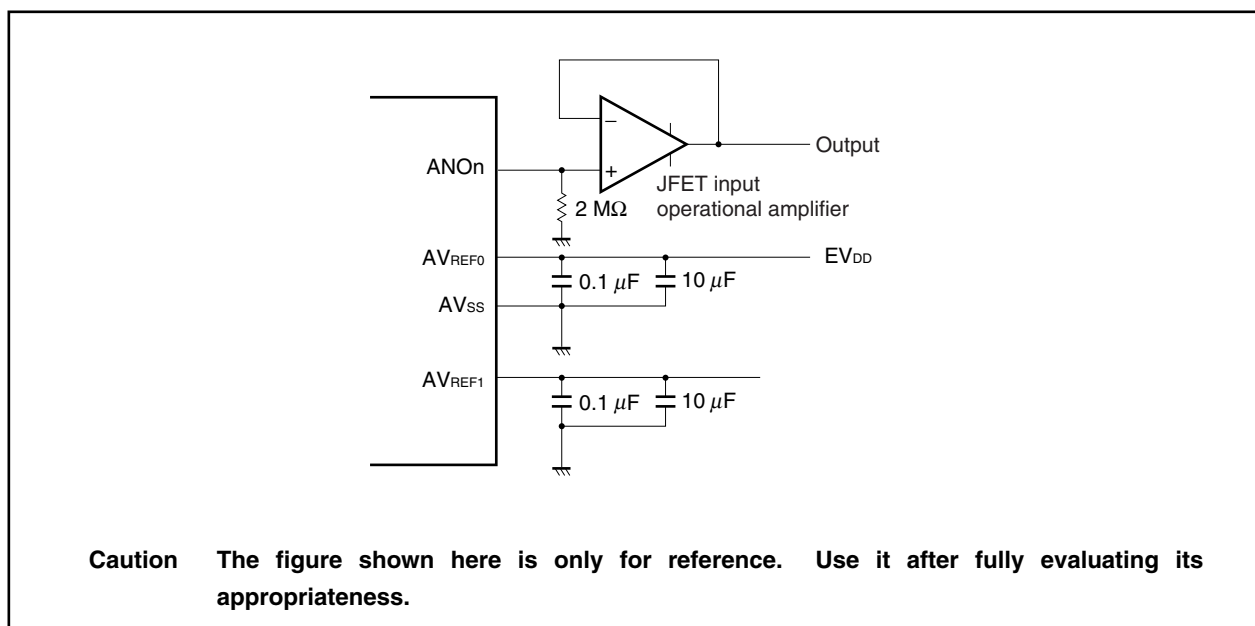 ANOn
−
+
Output
JFET input
operational amplifier
2 MΩ
AVREF0
EVDD
0.1 μF
10 μF
AVSS
AVREF1
0.1 μF
10 μF
Caution The figure shown here is only for reference. Use it after fully evaluating its
appropriateness.